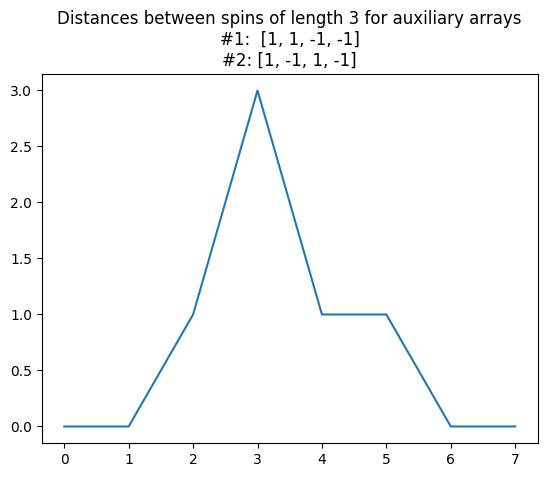 Distances between spins of length 3 for auxiliary arrays
#1:  [1, 1, -1, -1]
#2: [1, -1, 1, -1]
3.0
2.5
2.0
1.5
1.0
0.5
0.0
0 1 2 3 4 5 6 7